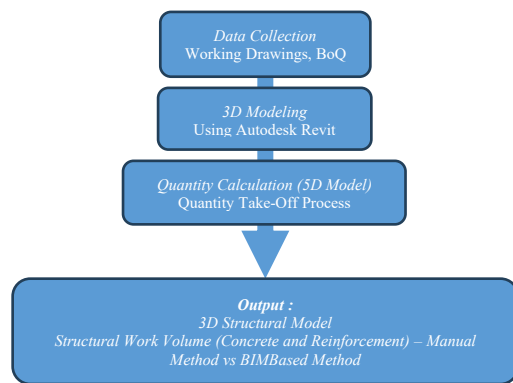 Data Collection
Working Drawings, BoQ
3D Modeling
Using Autodesk Revit
Quantity Calculation (5D Model)
Quantity Take-Off Process
Output :
3D Structural Model
Structural Work Volume (Concrete and Reinforcement) – Manual
Method vs BIMBased Method